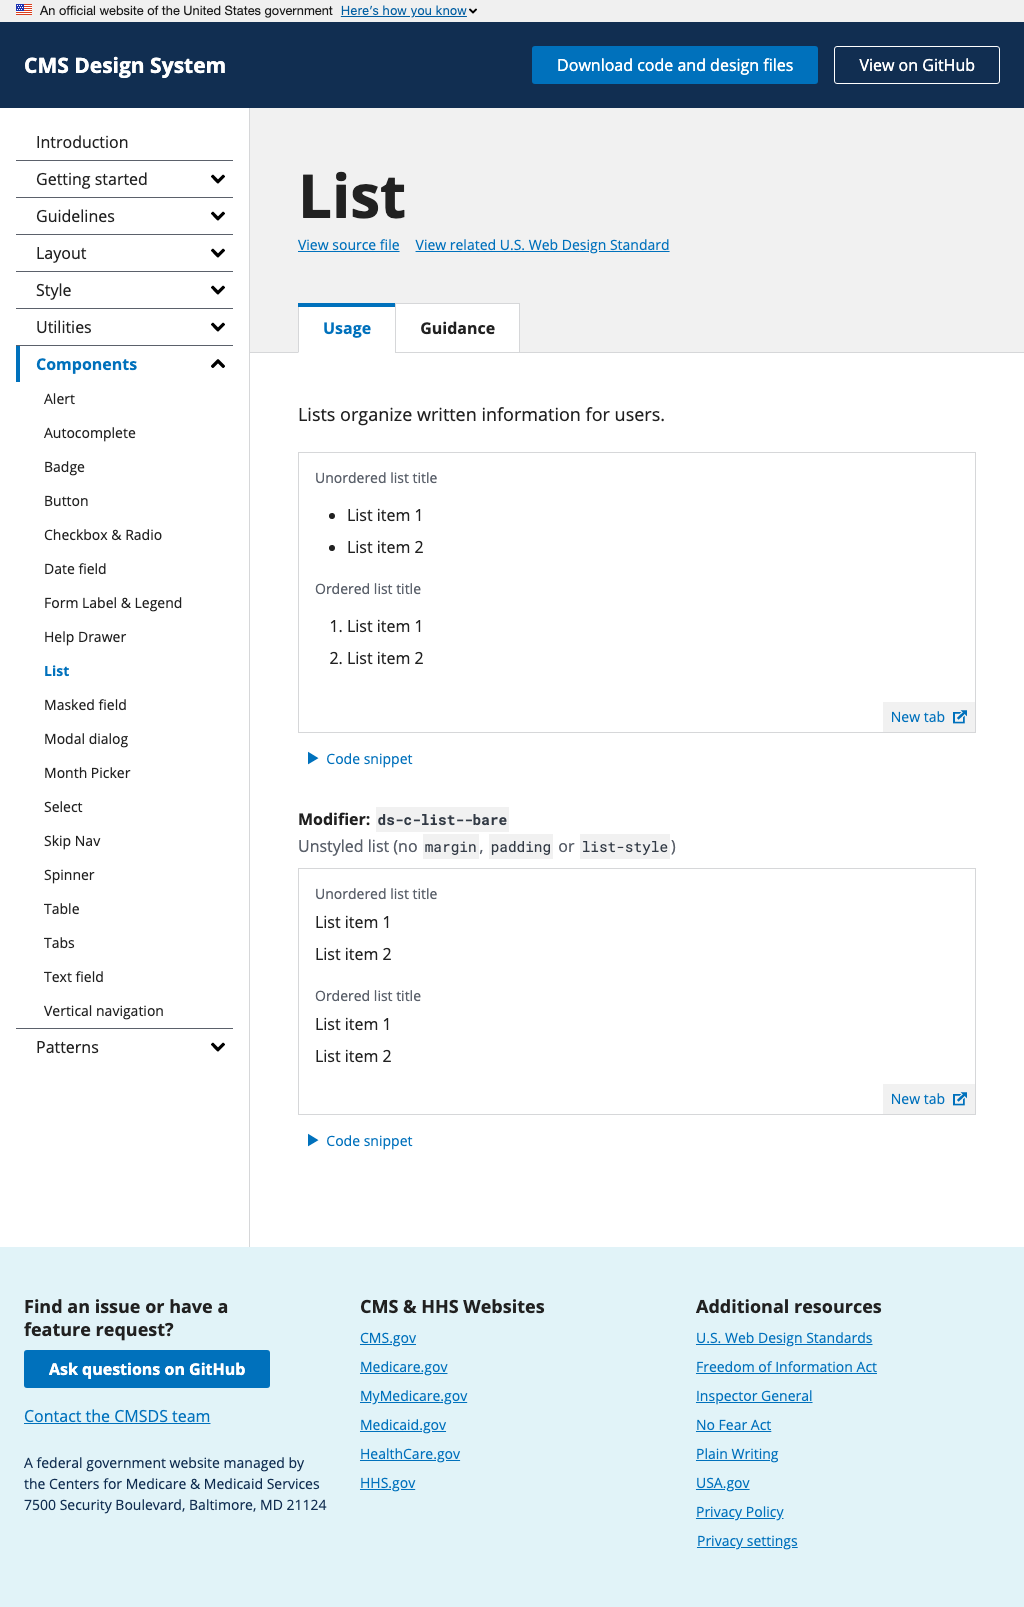 An official website of the United States government Here's how you know
CMS Design System
Download code and design files
View on GitHub
Introduction
Getting started
Guidelines
Layout
Style
Utilities
Components
Alert
Autocomplete
Badge
Button
Checkbox & Radio
Date field
Form Label & Legend
Help Drawer
List
Masked field
Modal dialog
Month Picker
Select
Skip Nav
Spinner
Table
Tabs
Text field
Vertical navigation
Patterns
List
View source file View related U.S. Web Design Standard
Usage Guidance
Lists organize written information for users.
Unordered list title
• List item 1
• List item 2
Ordered list title
1. List item 1
2. List item 2
New tab
Code snippet
Modifier: ds-c-list--bare
Unstyled list (no margin, padding or list-style)
Unordered list title
List item 1
List item 2
Ordered list title
List item 1
List item 2
New tab
Code snippet
Find an issue or have a
feature request?
Ask questions on GitHub
Contact the CMSDS team
A federal government website managed by
the Centers for Medicare & Medicaid Services
7500 Security Boulevard, Baltimore, MD 21124
CMS & HHS Websites
CMS.gov
Medicare.gov
MyMedicare.gov
Medicaid.gov
HealthCare.gov
HHS.gov
Additional resources
U.S. Web Design Standards
Freedom of Information Act
Inspector General
No Fear Act
Plain Writing
USA.gov
Privacy Policy
Privacy settings